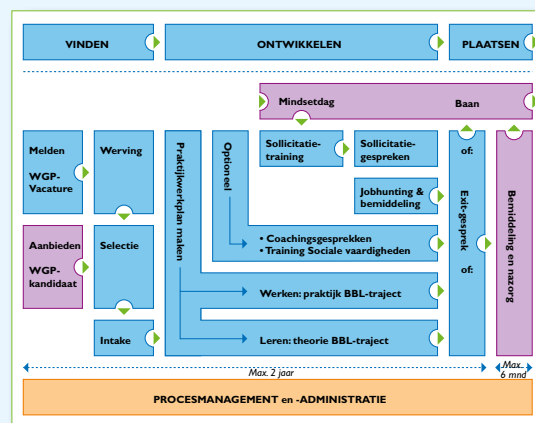 VINDEN
ONTWIKKELEN
PLAATSEN
Mindsetdag
Baan
Melden
WGP-
Vacature
Werving
Praktijkwerkplan maken
Optioneel
Sollicitatie-
training
Sollicitatie-
gesprekken
of:
Exit-gesprek
of:
Bemiddeling en nazorg
Jobhunting &
bemiddeling
Aanbieden
WGP-
kandidaat
Selectie
• Coachingsgesprekken
• Training Sociale vaardigheden
Werken: praktijk BBL-traject
Intake
Leren: theorie BBL-traject
Max. 2 jaar
Max.
6 mnd
PROCESMANAGEMENT en -ADMINISTRATIE